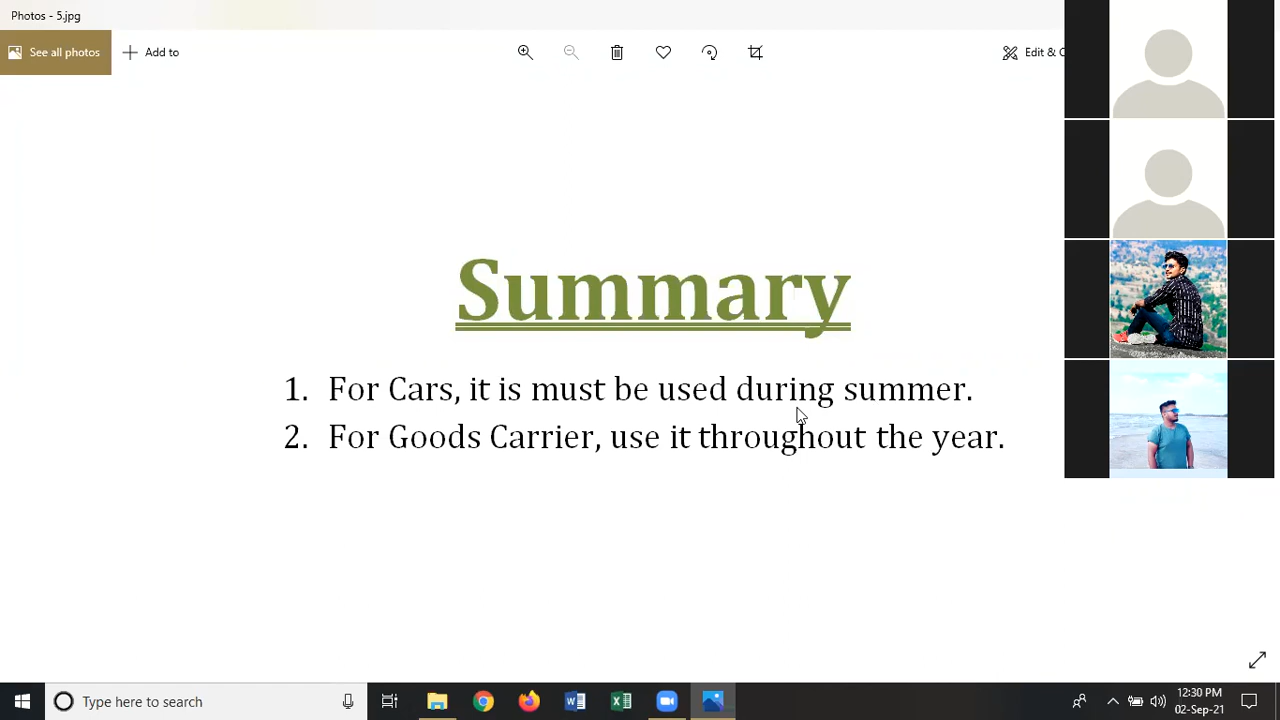 Photos - 5.jpg
See all photos
Add to
Edit & C
Summary
1. For Cars, it is must be used during summer.
2. For Goods Carrier, use it throughout the year.
Type here to search
12:30 PM
02-Sep-21